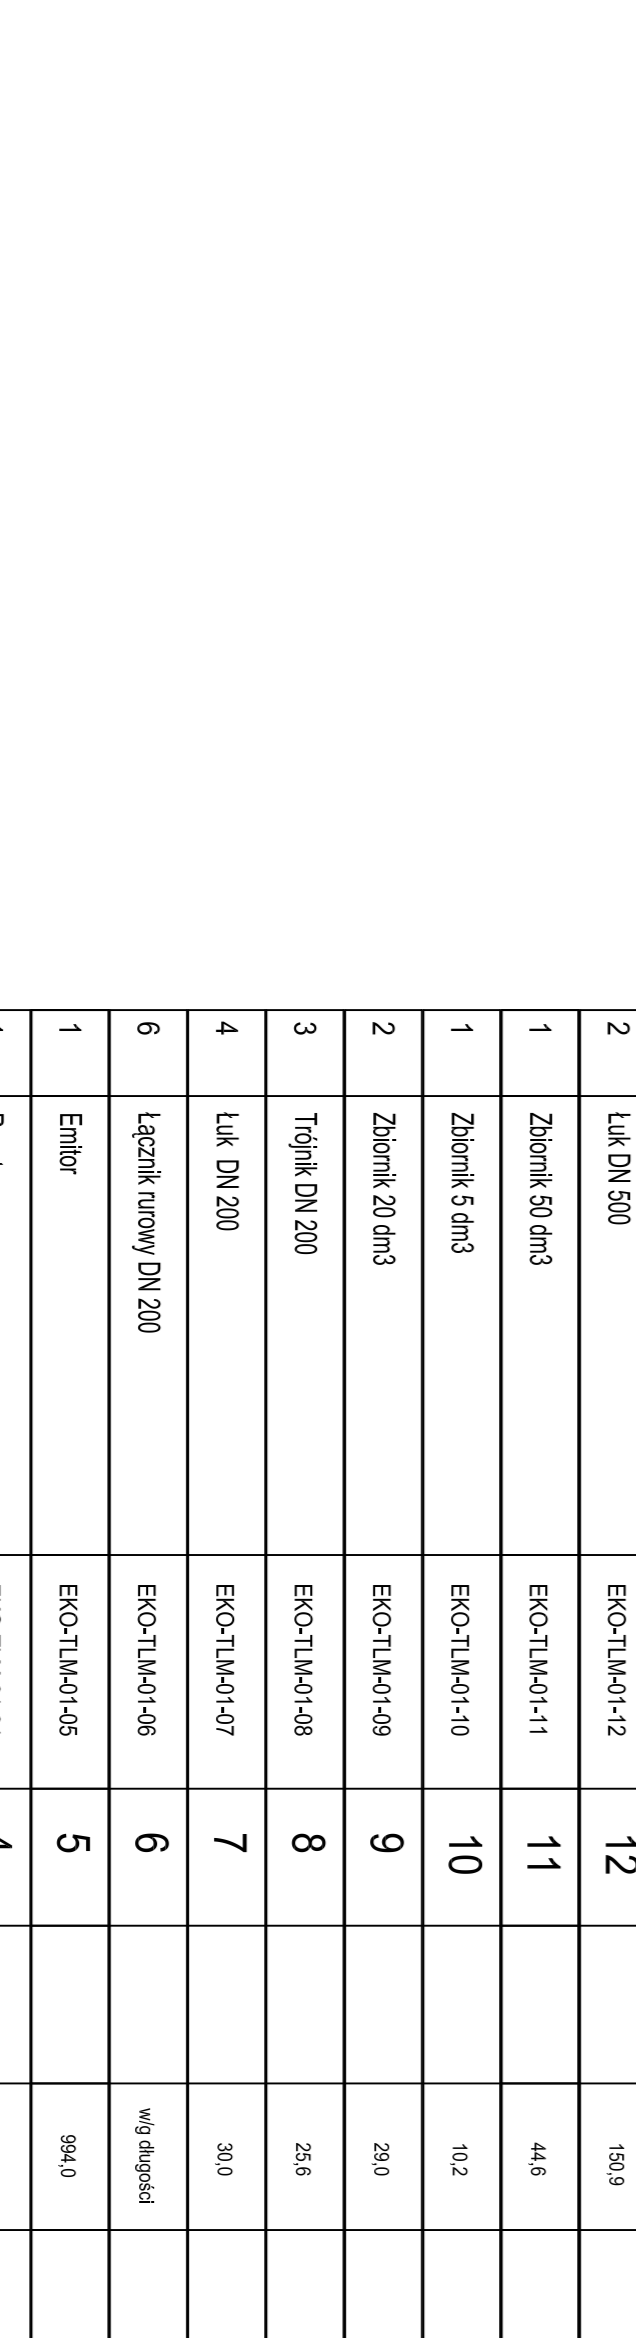 2 Łuk DN 500 EKO-TLM-01-12 12 150,9
1 Zbiornik 50 dm3 EKO-TLM-01-11 11 44,6
1 Zbiornik 5 dm3 EKO-TLM-01-10 10 10,2
2 Zbiornik 20 dm3 EKO-TLM-01-09 9 29,0
3 Trójnik DN 200 EKO-TLM-01-08 8 25,6
4 Łuk DN 200 EKO-TLM-01-07 7 30,0
6 Łącznik rurowy DN 200 EKO-TLM-01-06 6 w/g długości
1 Emitor EKO-TLM-01-05 5 994,0